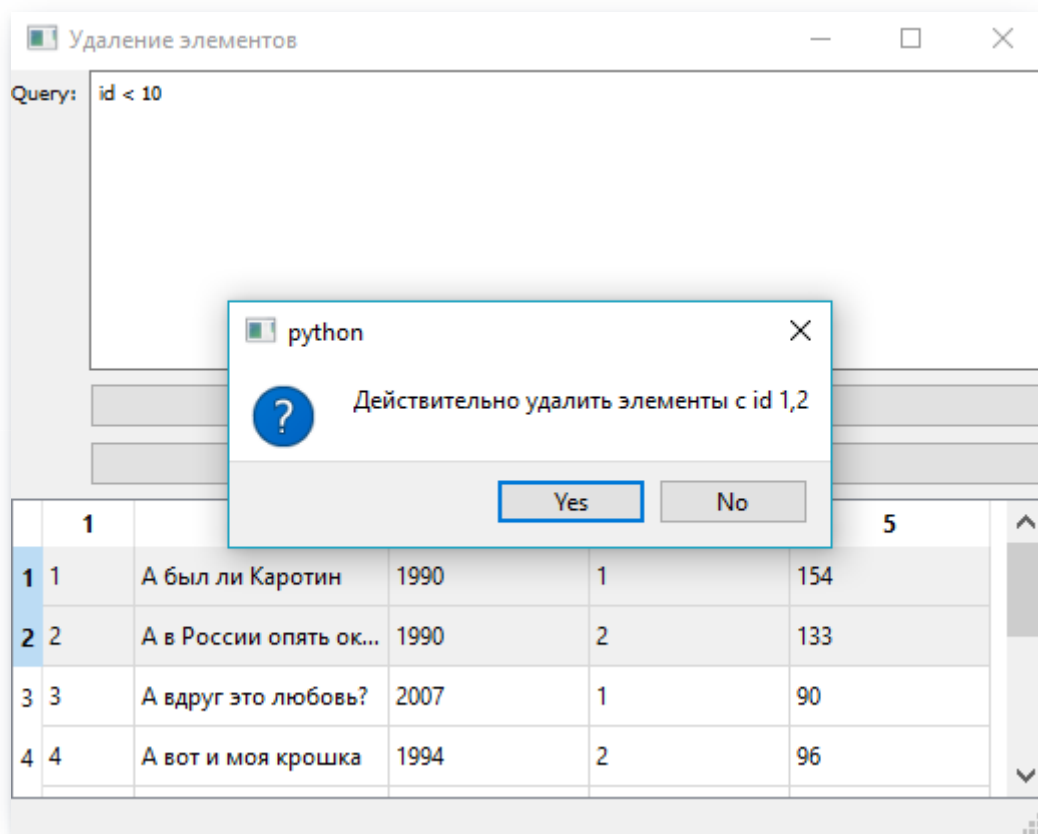 Удаление элементов
Query: id < 10
python
Действительно удалить элементы с id 1,2
Yes No
1 5
1 1 А был ли Каротин 1990 1 154
2 2 А в России опять ок... 1990 2 133
3 3 А вдруг это любовь? 2007 1 90
4 4 А вот и моя крошка 1994 2 96